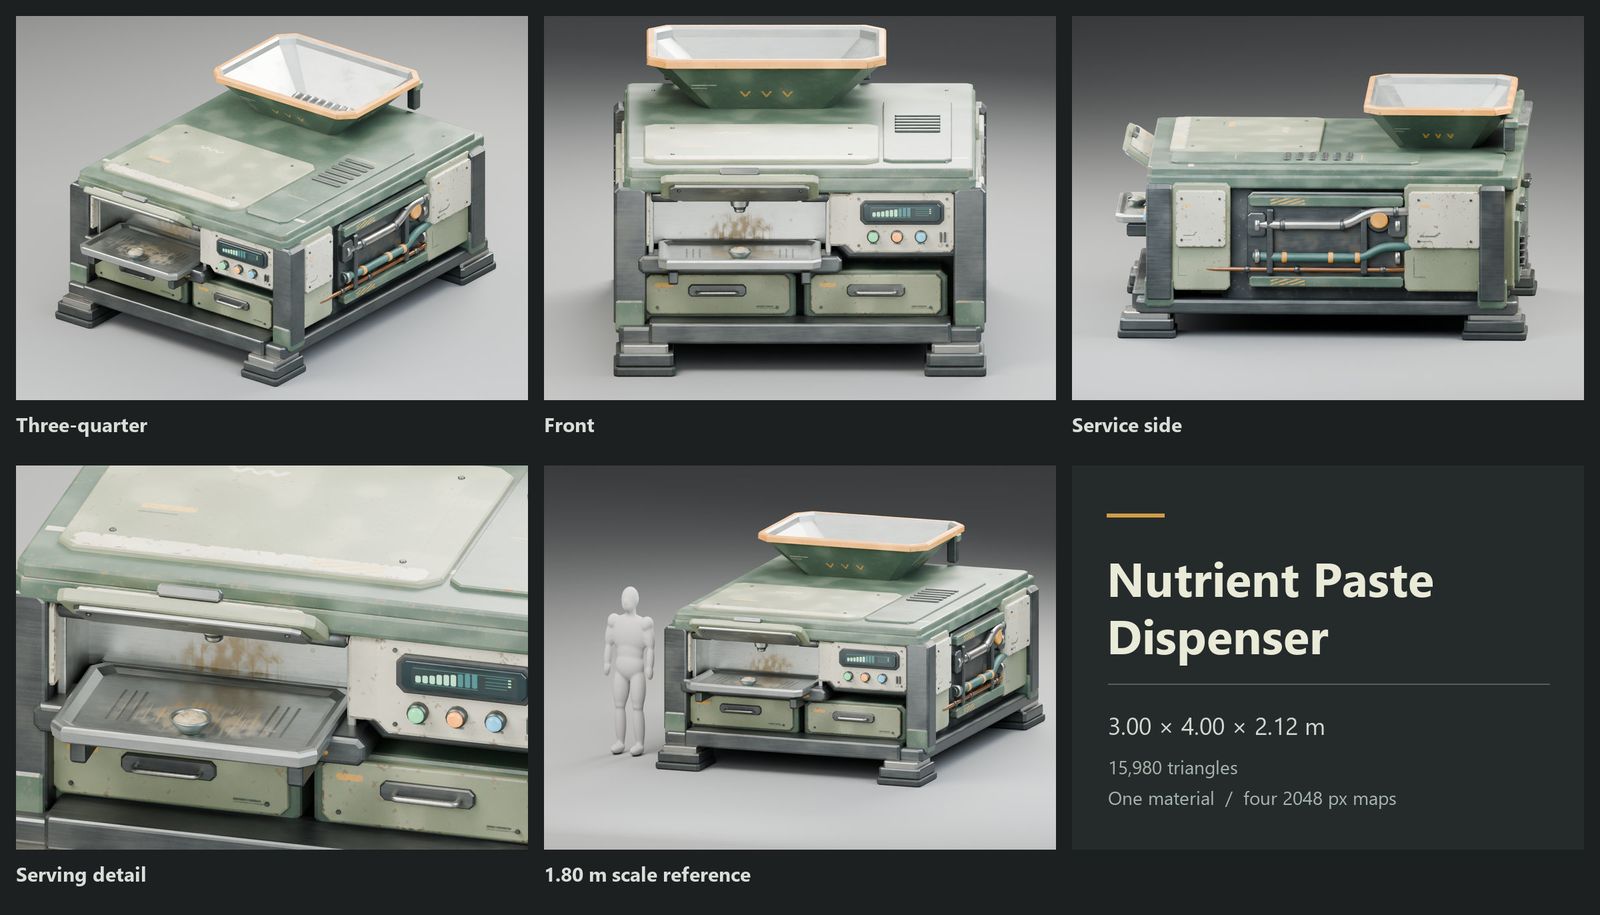 Three-quarter
Front
Service side
Serving detail
1.80 m scale reference
Nutrient Paste
Dispenser
3.00 × 4.00 × 2.12 m
15,980 triangles
One material / four 2048 px maps